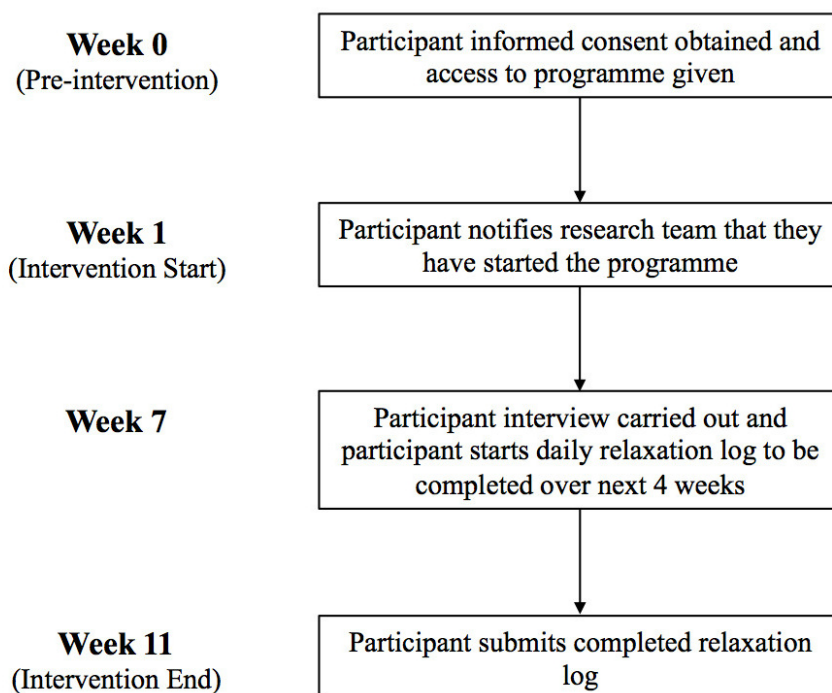 Week 0
(Pre-intervention)
Participant informed consent obtained and
access to programme given
Week 1
(Intervention Start)
Participant notifies research team that they
have started the programme
Week 7
Participant interview carried out and
participant starts daily relaxation log to be
completed over next 4 weeks
Week 11
(Intervention End)
Participant submits completed relaxation
log